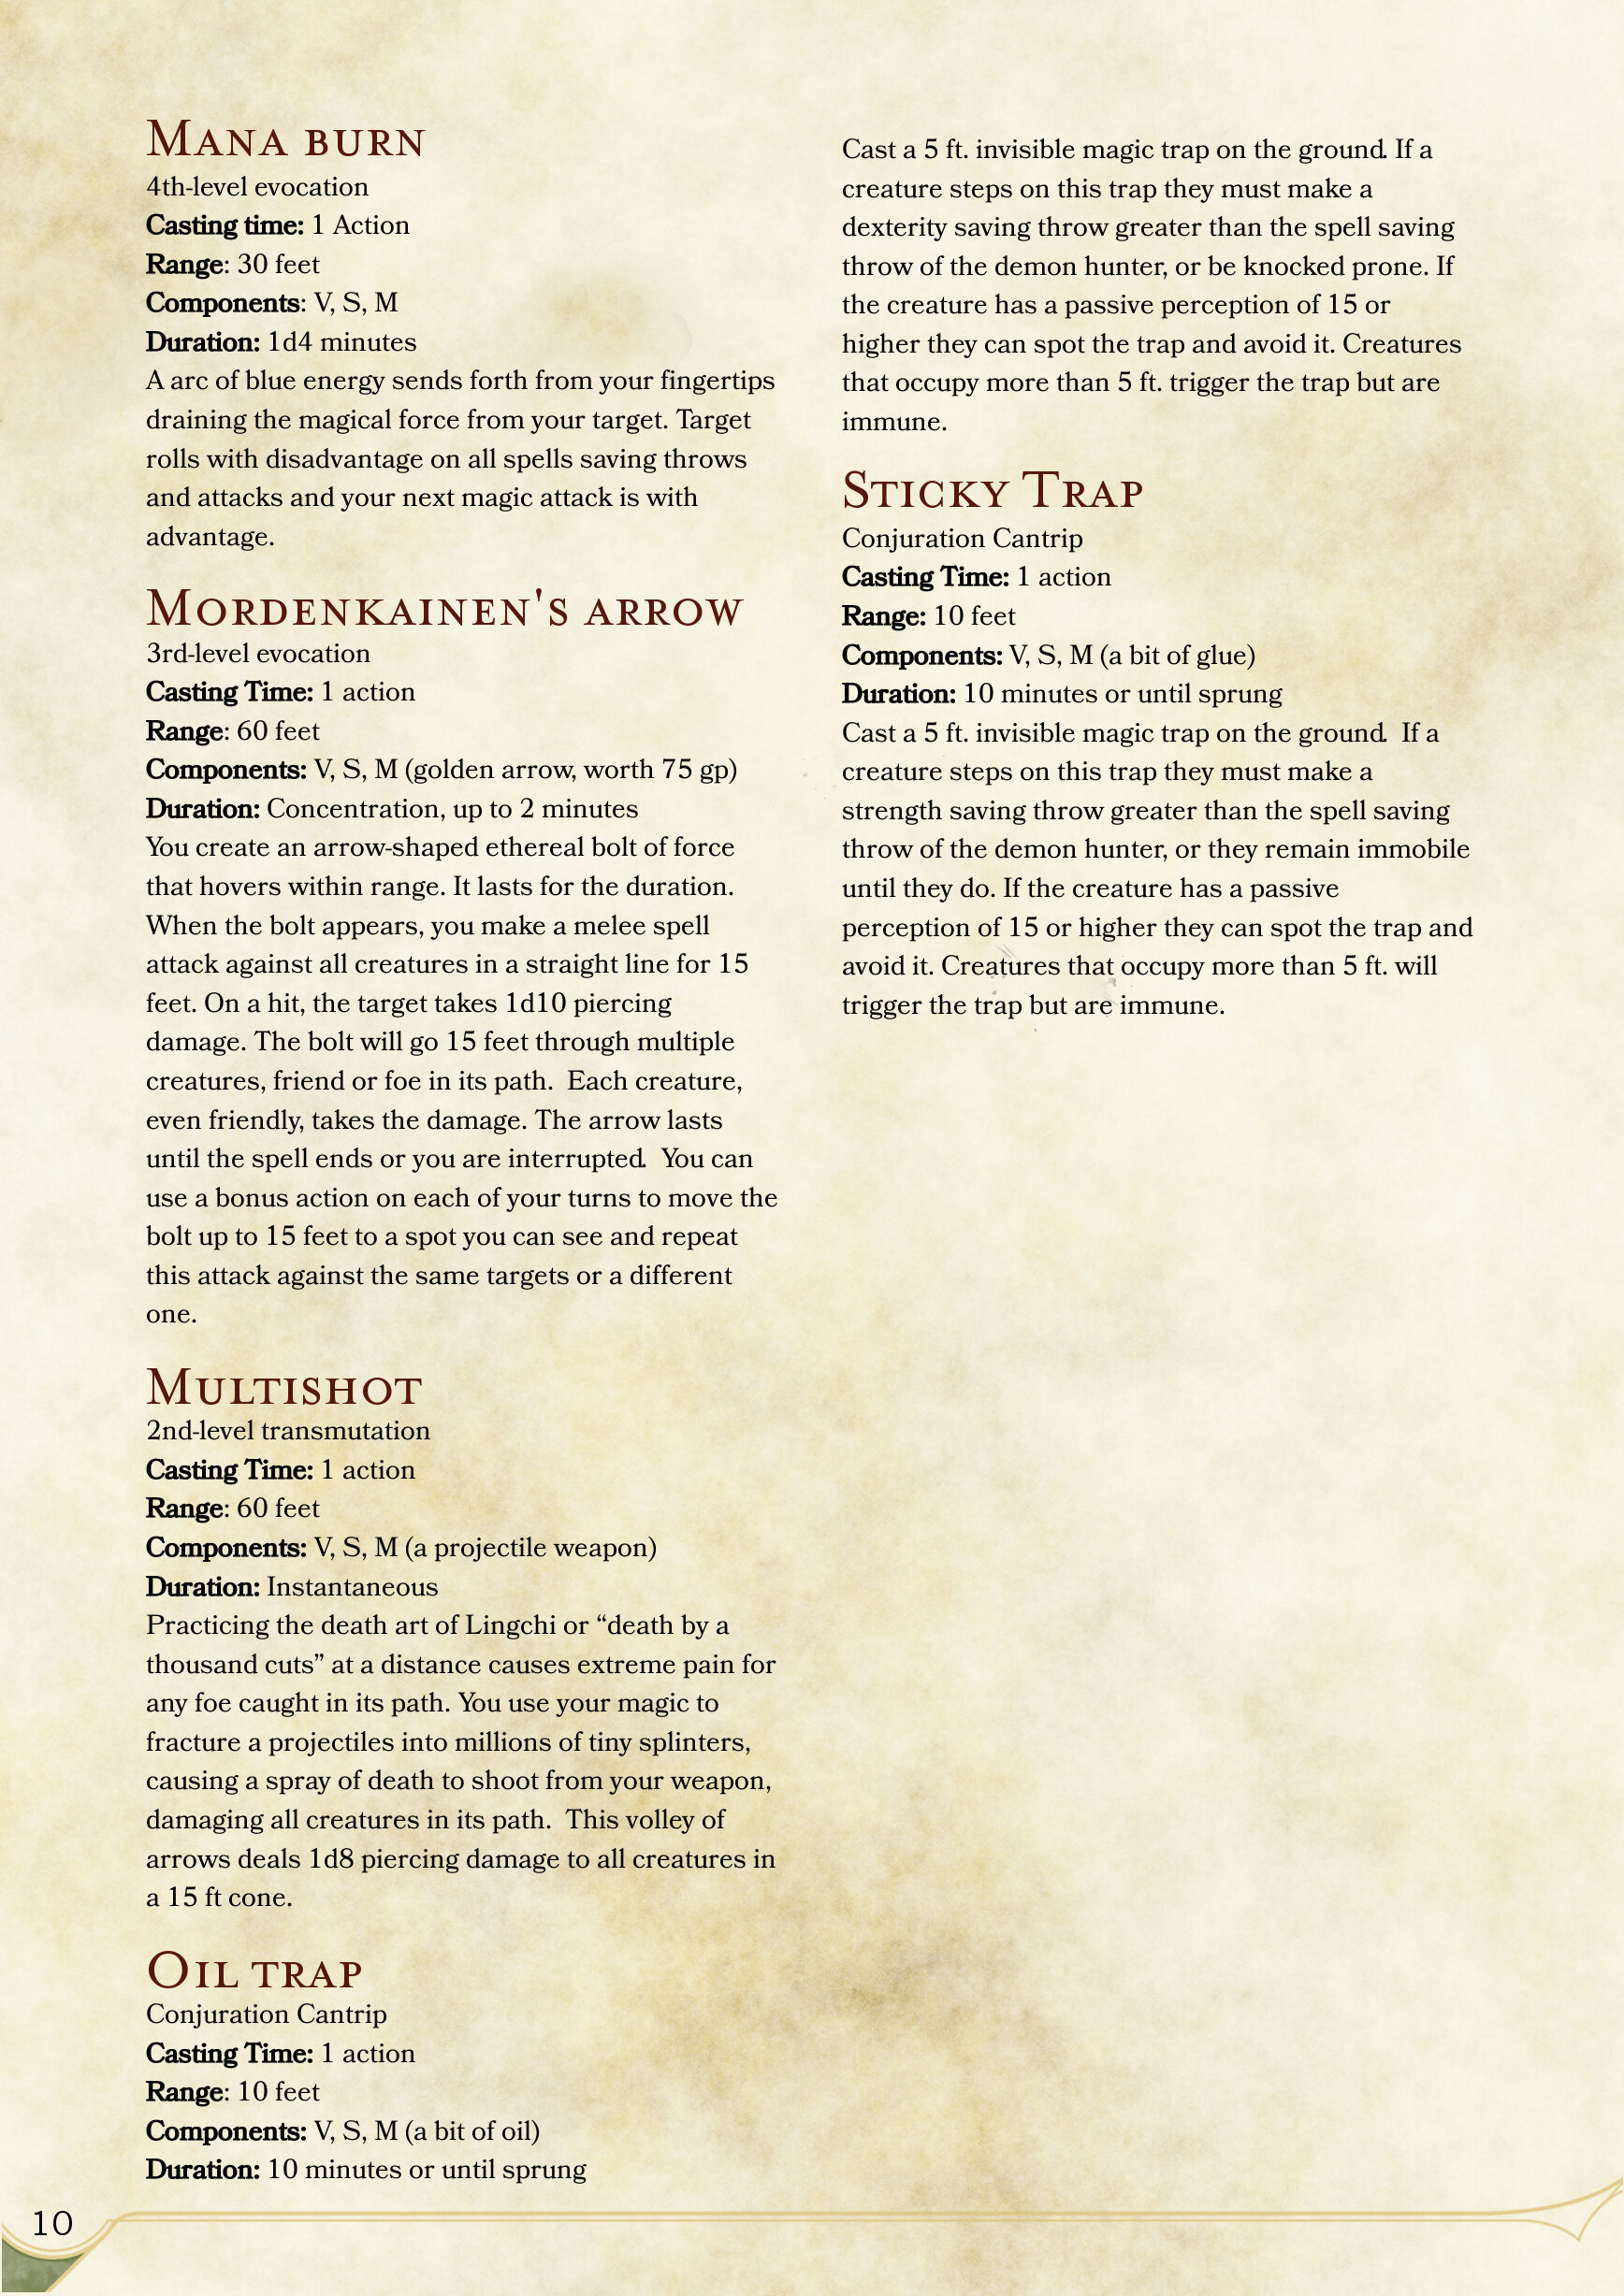 Mana burn
4th-level evocation
Casting time: 1 Action
Range: 30 feet
Components: V, S, M
Duration: 1d4 minutes
A arc of blue energy sends forth from your fingertips
draining the magical force from your target. Target
rolls with disadvantage on all spells saving throws
and attacks and your next magic attack is with
advantage.
Mordenkainen's arrow
3rd-level evocation
Casting Time: 1 action
Range: 60 feet
Components: V, S, M (golden arrow, worth 75 gp)
Duration: Concentration, up to 2 minutes
You create an arrow-shaped ethereal bolt of force
that hovers within range. It lasts for the duration.
When the bolt appears, you make a melee spell
attack against all creatures in a straight line for 15
feet. On a hit, the target takes 1d10 piercing
damage. The bolt will go 15 feet through multiple
creatures, friend or foe in its path.  Each creature,
even friendly, takes the damage. The arrow lasts
until the spell ends or you are interrupted.  You can
use a bonus action on each of your turns to move the
bolt up to 15 feet to a spot you can see and repeat
this attack against the same targets or a different
one.
Multishot
2nd-level transmutation
Casting Time: 1 action
Range: 60 feet
Components: V, S, M (a projectile weapon)
Duration: Instantaneous
Practicing the death art of Lingchi or “death by a
thousand cuts” at a distance causes extreme pain for
any foe caught in its path. You use your magic to
fracture a projectiles into millions of tiny splinters,
causing a spray of death to shoot from your weapon,
damaging all creatures in its path.  This volley of
arrows deals 1d8 piercing damage to all creatures in
a 15 ft cone.
Oil trap
Conjuration Cantrip
Casting Time: 1 action
Range: 10 feet
Components: V, S, M (a bit of oil)
Duration: 10 minutes or until sprung
Cast a 5 ft. invisible magic trap on the ground. If a
creature steps on this trap they must make a
dexterity saving throw greater than the spell saving
throw of the demon hunter, or be knocked prone. If
the creature has a passive perception of 15 or
higher they can spot the trap and avoid it. Creatures
that occupy more than 5 ft. trigger the trap but are
immune.
Sticky Trap
Conjuration Cantrip
Casting Time: 1 action
Range: 10 feet
Components: V, S, M (a bit of glue)
Duration: 10 minutes or until sprung
Cast a 5 ft. invisible magic trap on the ground.  If a
creature steps on this trap they must make a
strength saving throw greater than the spell saving
throw of the demon hunter, or they remain immobile
until they do. If the creature has a passive
perception of 15 or higher they can spot the trap and
avoid it. Creatures that occupy more than 5 ft. will
trigger the trap but are immune.
10